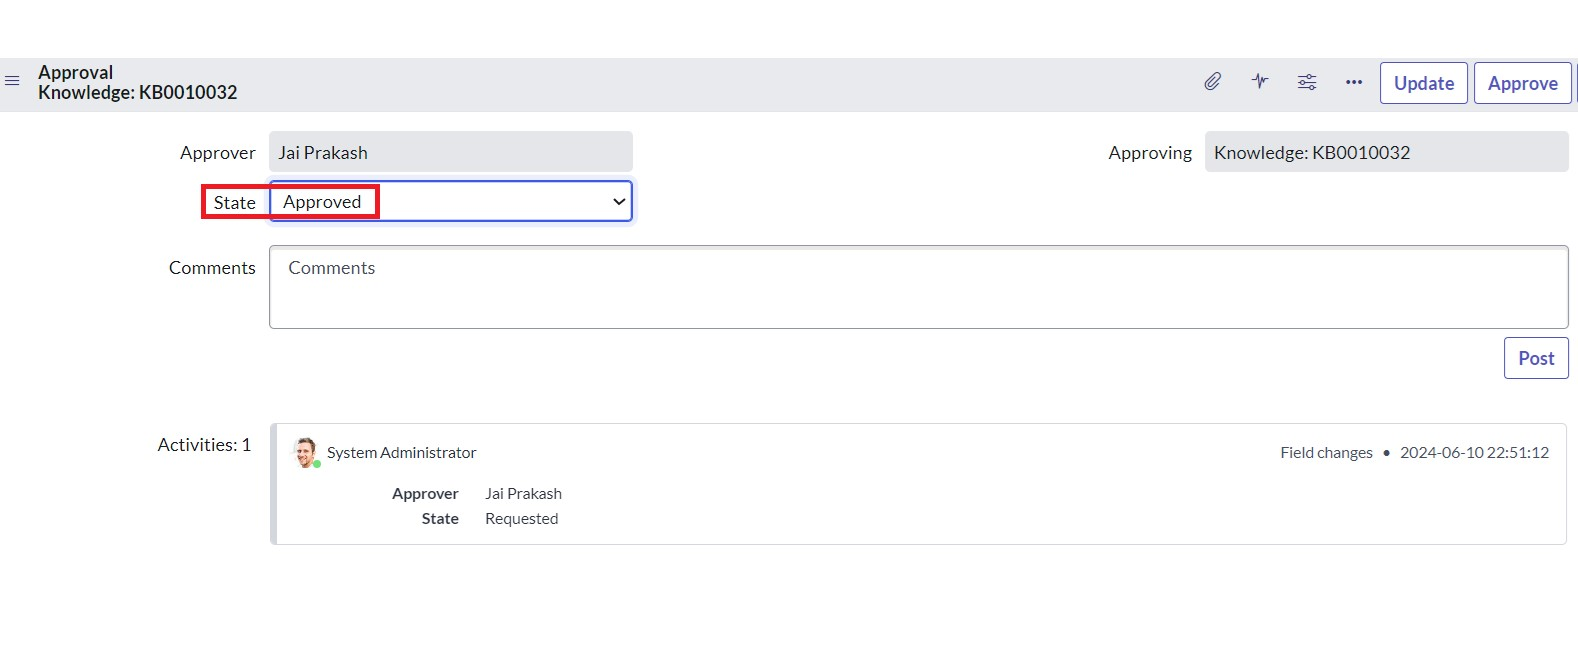 Approval
Knowledge: KB0010032
Update
Approve
Approver Jai Prakash
Approving Knowledge: KB0010032
State Approved
Comments Comments
Post
Activities: 1
System Administrator
Field changes • 2024-06-10 22:51:12
Approver Jai Prakash
State Requested